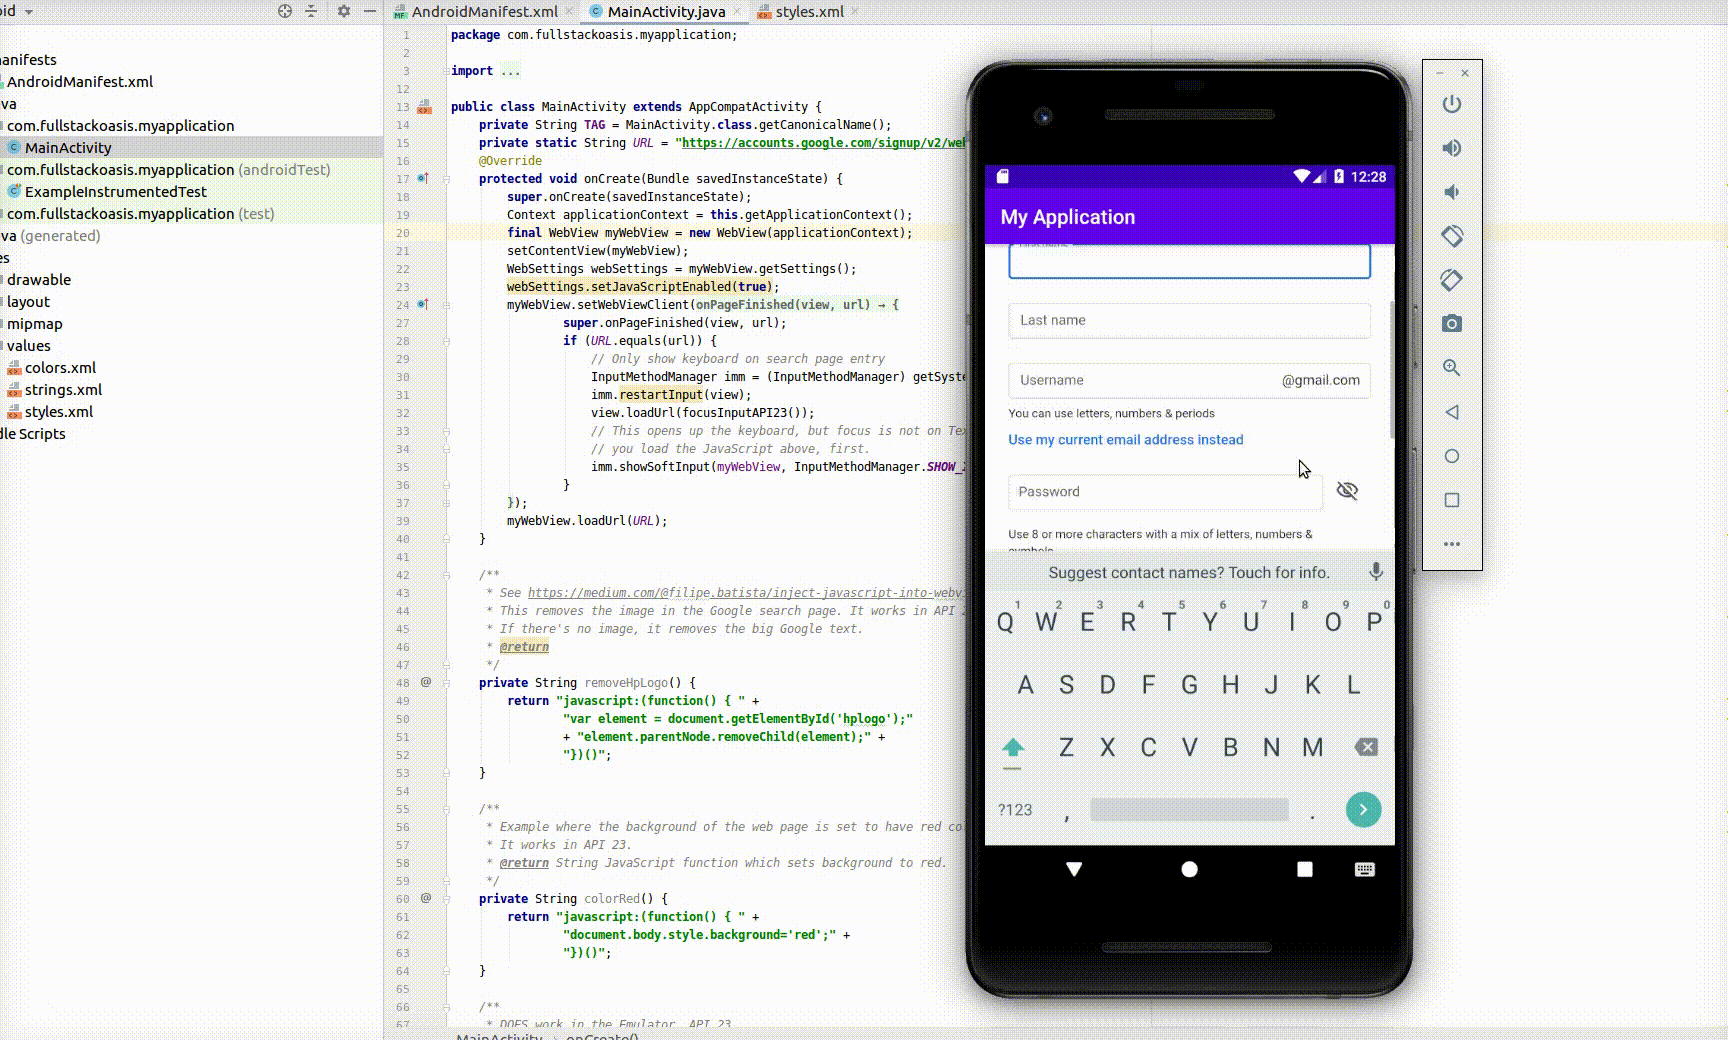 oid
anifests
AndroidManifest.xml
va
com.fullstackoasis.myapplication
MainActivity
com.fullstackoasis.myapplication (androidTest)
ExampleInstrumentedTest
com.fullstackoasis.myapplication (test)
va (generated)
es
drawable
layout
mipmap
values
colors.xml
strings.xml
styles.xml
dle Scripts
AndroidManifest.xml
MainActivity.java
styles.xml
1 package com.fullstackoasis.myapplication;
2
3 import ...
12
13 public class MainActivity extends AppCompatActivity {
14 private String TAG = MainActivity.class.getCanonicalName();
15 private static String URL = "https://accounts.google.com/signup/v2/web
16 @Override
17 protected void onCreate(Bundle savedInstanceState) {
18 super.onCreate(savedInstanceState);
19 Context applicationContext = this.getApplicationContext();
20 final WebView myWebView = new WebView(applicationContext);
21 setContentView(myWebView);
22 WebSettings webSettings = myWebView.getSettings();
23 webSettings.setJavaScriptEnabled(true);
24 myWebView.setWebViewClient(onPageFinished(view, url) → {
27 super.onPageFinished(view, url);
28 if (URL.equals(url)) {
29 // Only show keyboard on search page entry
30 InputMethodManager imm = (InputMethodManager) getSyste
31 imm.restartInput(view);
32 view.loadUrl(focusInputAPI23());
33 // This opens up the keyboard, but focus is not on Tex
34 // you load the JavaScript above, first.
35 imm.showSoftInput(myWebView, InputMethodManager.SHOW_I
36 }
37 });
39 myWebView.loadUrl(URL);
40 }
41
42 /**
43 * See https://medium.com/@filipe.batista/inject-javascript-into-webvi
44 * This removes the image in the Google search page. It works in API 2
45 * If there's no image, it removes the big Google text.
46 * @return
47 */
48 @ private String removeHpLogo() {
49 return "javascript:(function() { " +
50 "var element = document.getElementById('hplogo');"
51 + "element.parentNode.removeChild(element);" +
52 "})()";
53 }
54
55 /**
56 * Example where the background of the web page is set to have red co
57 * It works in API 23.
58 * @return String JavaScript function which sets background to red.
59 */
60 @ private String colorRed() {
61 return "javascript:(function() { " +
62 "document.body.style.background='red';" +
63 "})()";
64 }
65
66 /**
67 * DOES work in the Emulator, API 23
MainActivity > onCreate()
12:28
My Application
First name
Last name
Username @gmail.com
You can use letters, numbers & periods
Use my current email address instead
Password
Use 8 or more characters with a mix of letters, numbers &
symbols
Suggest contact names? Touch for info.
1 2 3 4 5 6 7 8 9 0
Q W E R T Y U I O P
A S D F G H J K L
Z X C V B N M
?123 , .